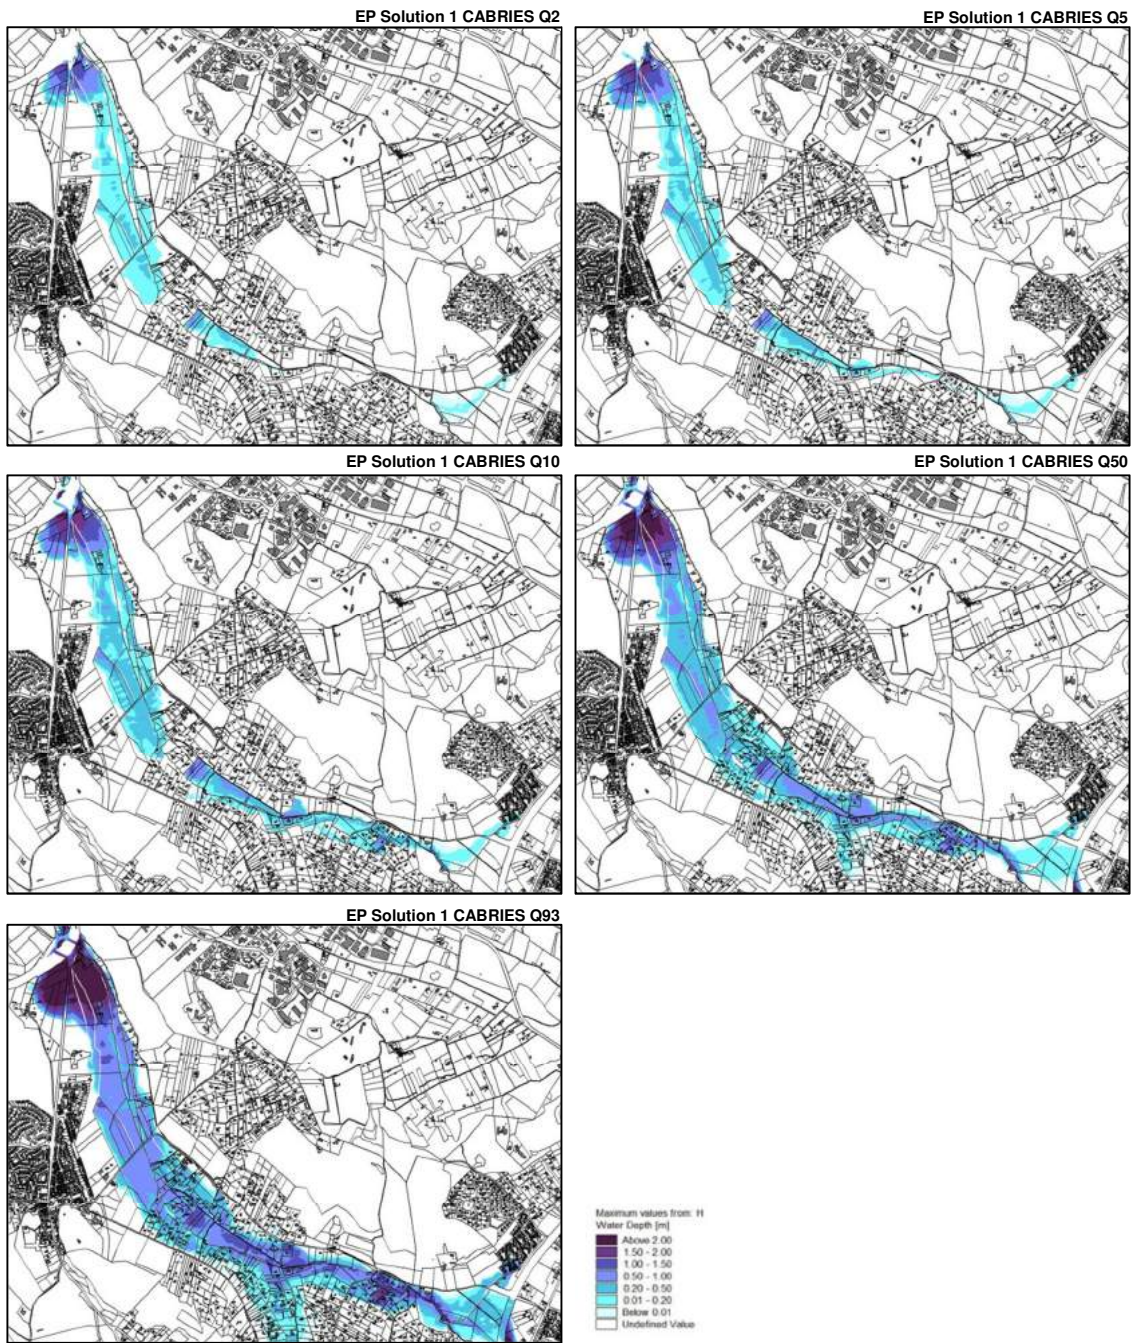 EP Solution 1 CABRIES Q2
EP Solution 1 CABRIES Q5
EP Solution 1 CABRIES Q10
EP Solution 1 CABRIES Q50
EP Solution 1 CABRIES Q93
Maximum values from: H
Water Depth [m]
Above 2.00
1.50 - 2.00
1.00 - 1.50
0.50 - 1.00
0.20 - 0.50
0.01 - 0.20
Below 0.01
Undefined Value